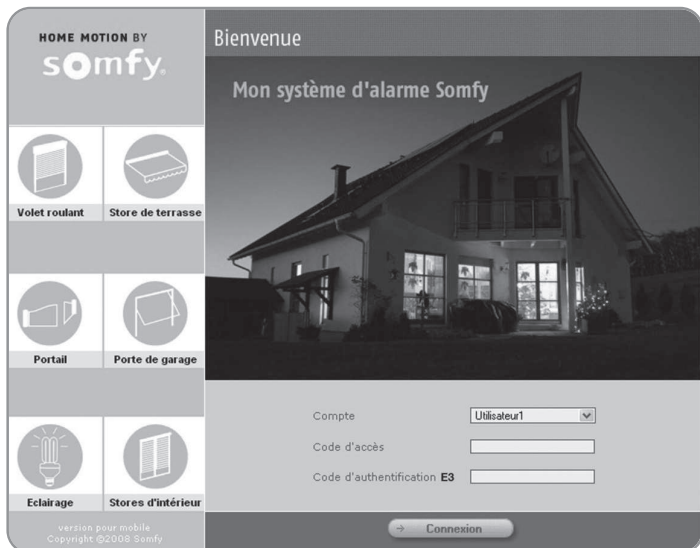 HOME MOTION BY
somfy.
Bienvenue
Mon système d'alarme Somfy
Volet roulant
Store de terrasse
Portail
Porte de garage
Eclairage
Stores d'intérieur
Compte
Utilisateur1
Code d'accès
Code d'authentification E3
Connexion
version pour mobile
Copyright @2008 Somfy